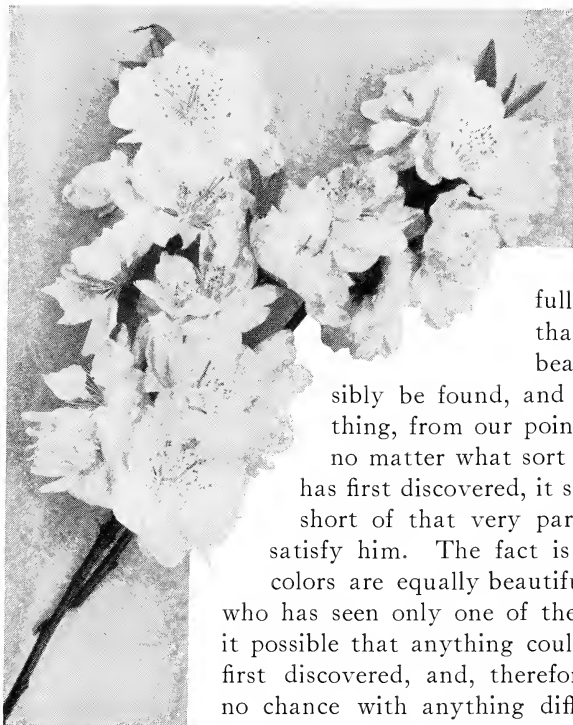 full
tha
bea
sibly be found, and
thing, from our poin
no matter what sort
has first discovered, it s
short of that very par
satisfy him. The fact is
colors are equally beautifu
who has seen only one of the
it possible that anything coul
first discovered, and, therefor
no chance with anything diff